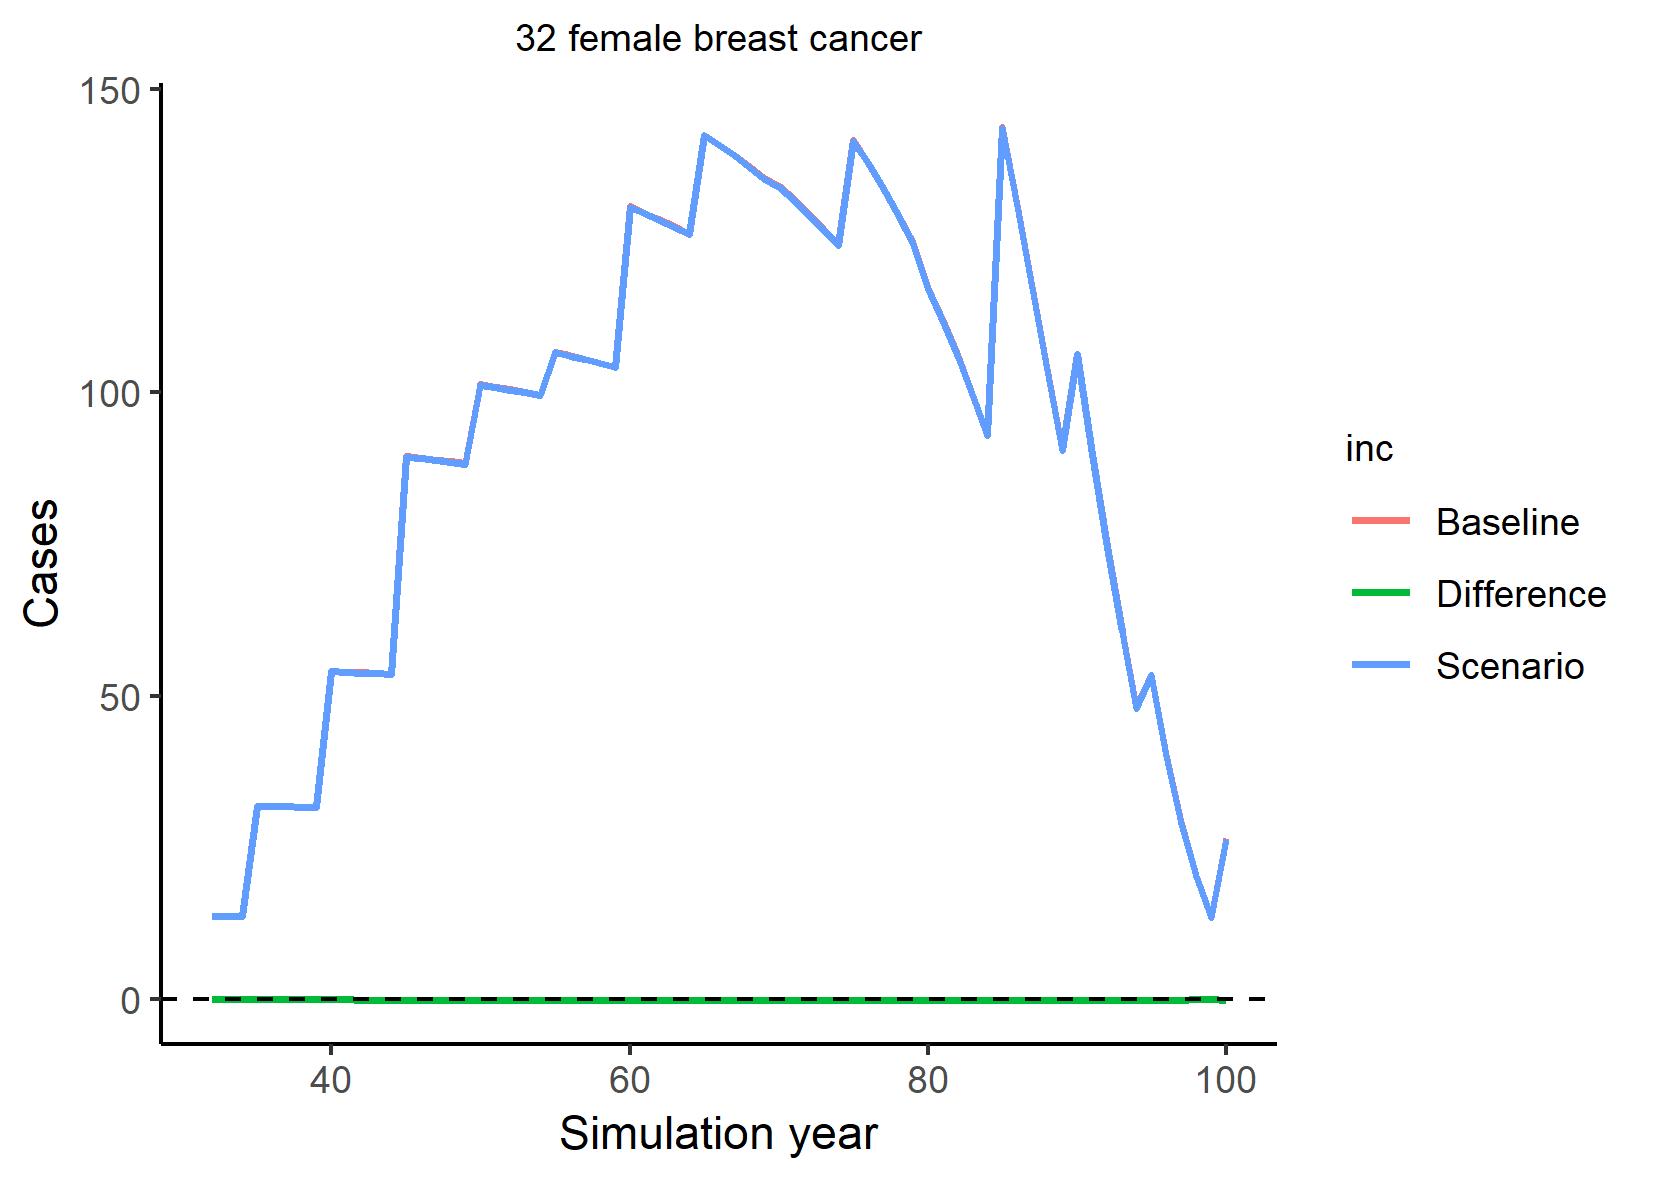 32 female breast cancer
150
100
50
0
Cases
40 60 80 100
Simulation year
inc
Baseline
Difference
Scenario